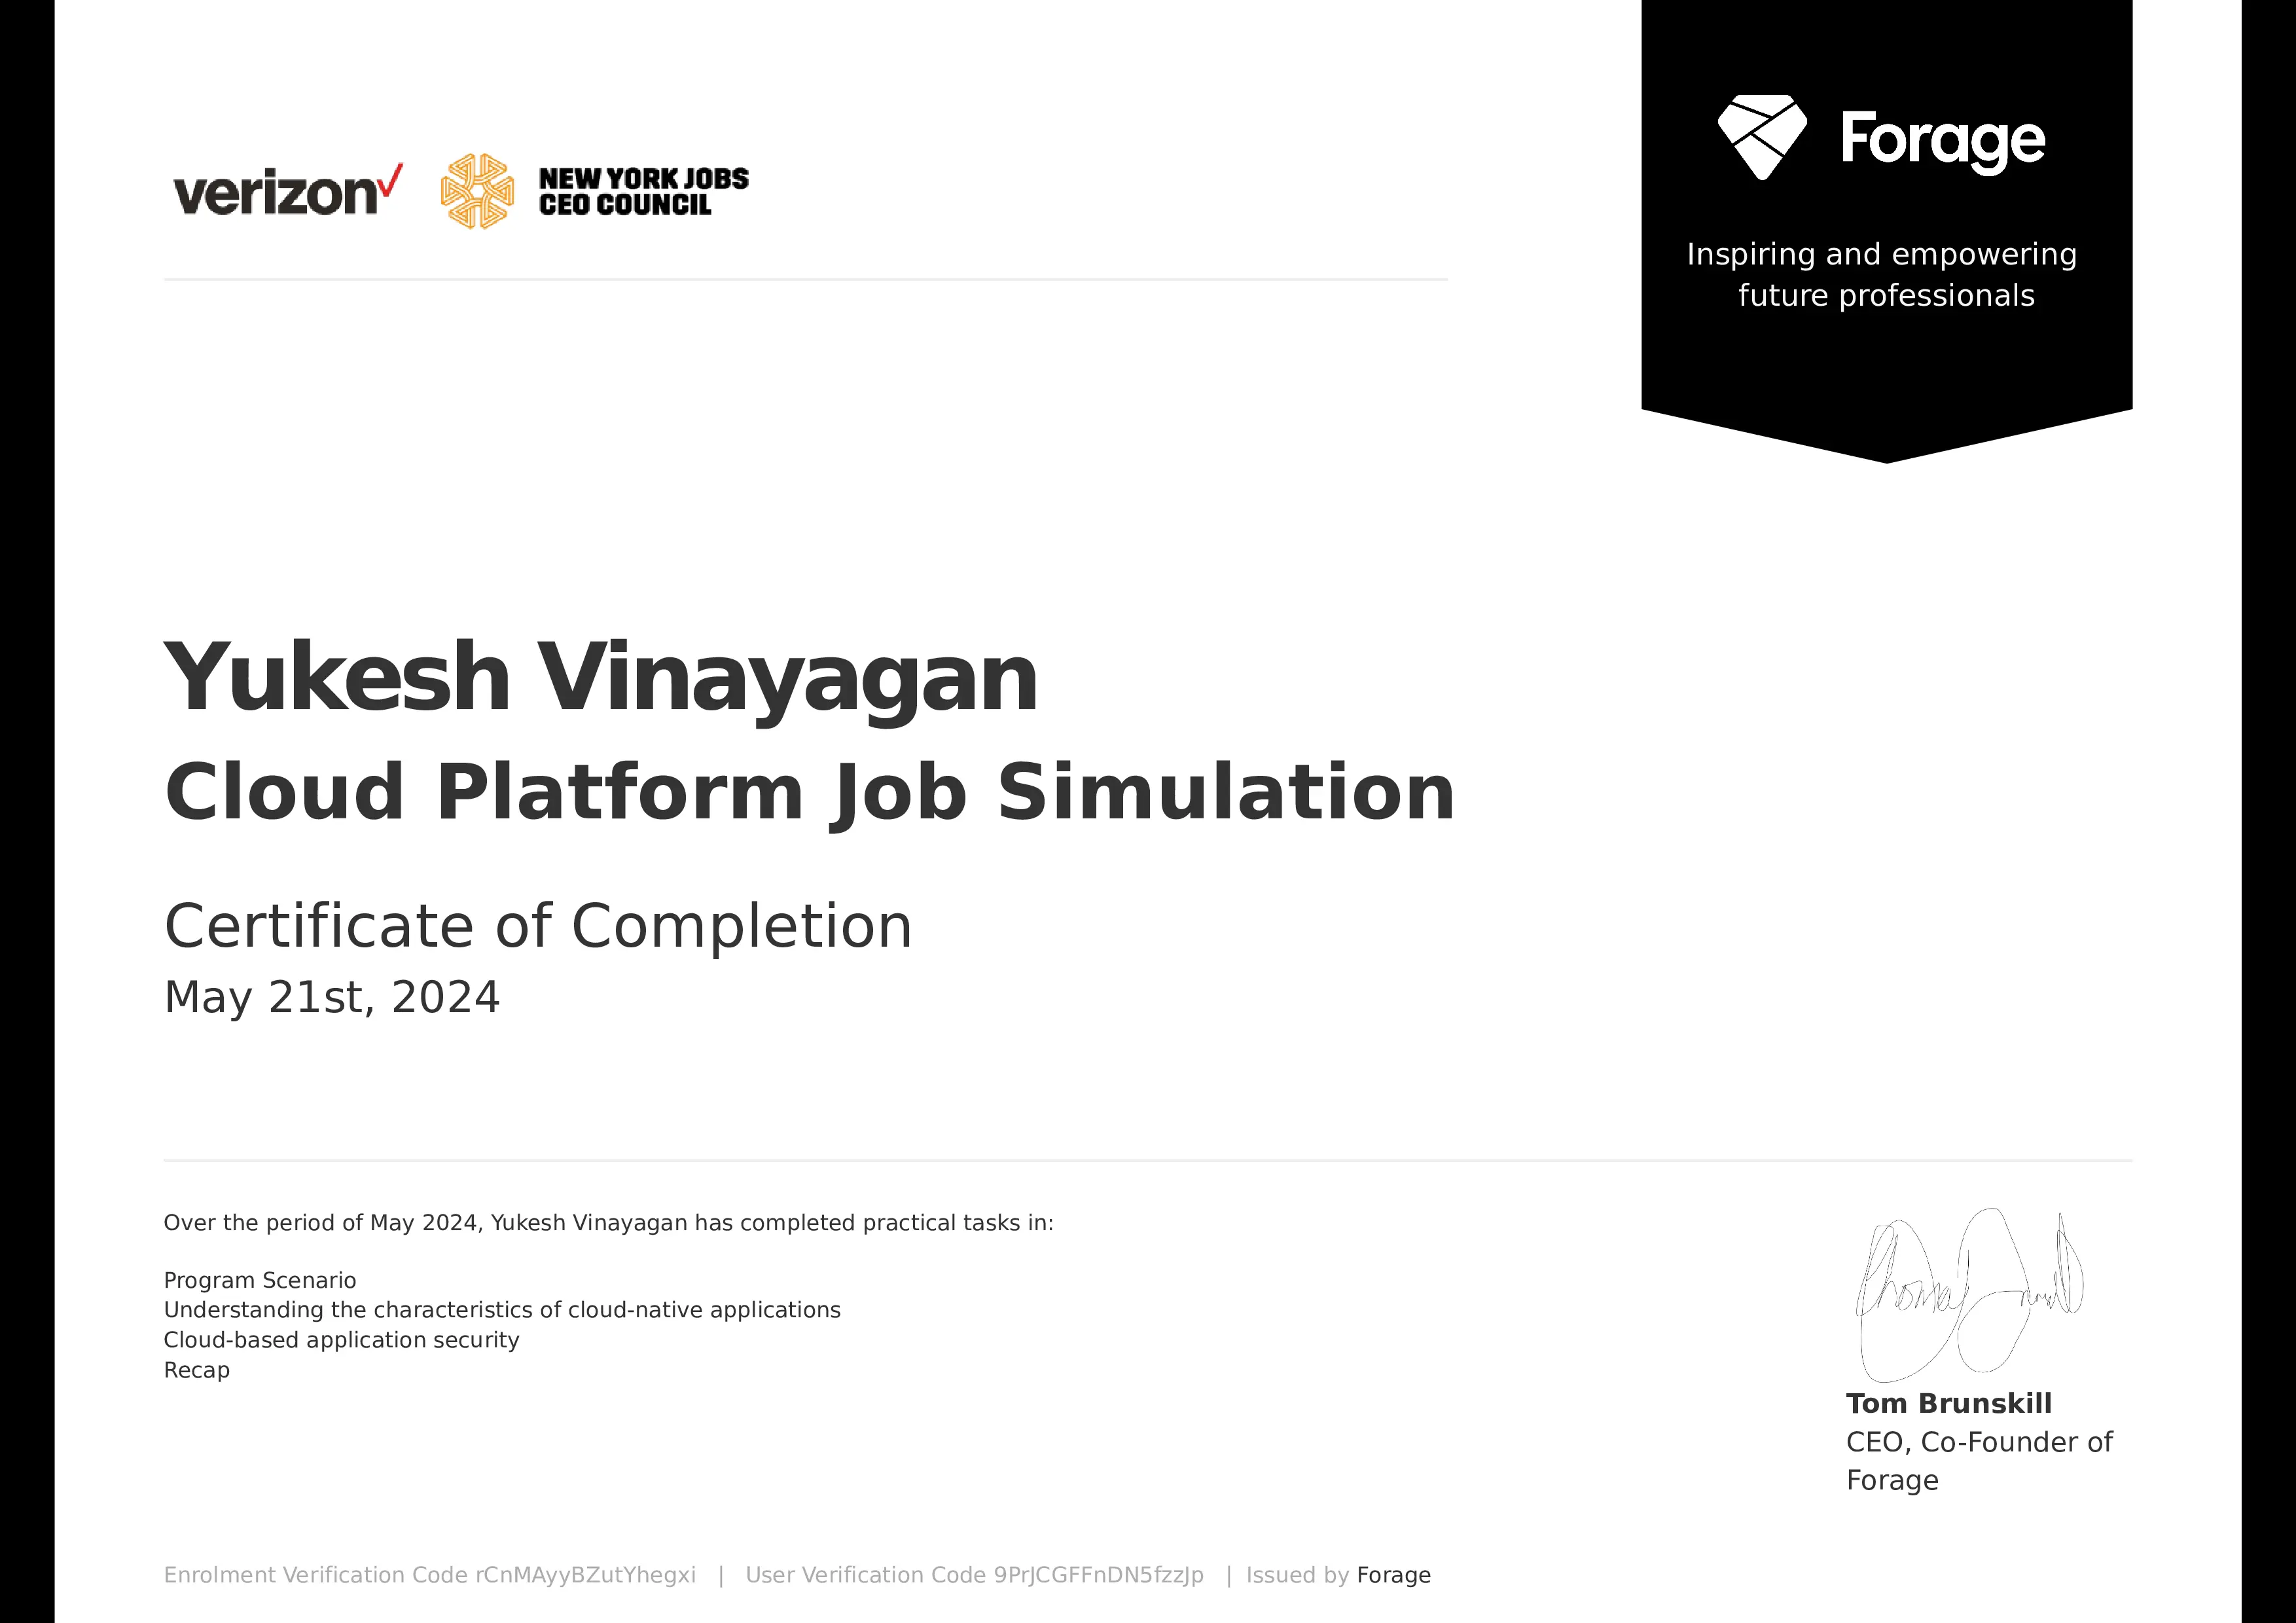 verizon
NEW YORK JOBS
CEO COUNCIL
Forage
Inspiring and empowering
future professionals
Yukesh Vinayagan
Cloud Platform Job Simulation
Certificate of Completion
May 21st, 2024
Over the period of May 2024, Yukesh Vinayagan has completed practical tasks in:
Program Scenario
Understanding the characteristics of cloud-native applications
Cloud-based application security
Recap
Tom Brunskill
CEO, Co-Founder of
Forage
Enrolment Verification Code rCnMAyyBZutYhegxi | User Verification Code 9PrJCGFFnDN5fzzJp | Issued by Forage